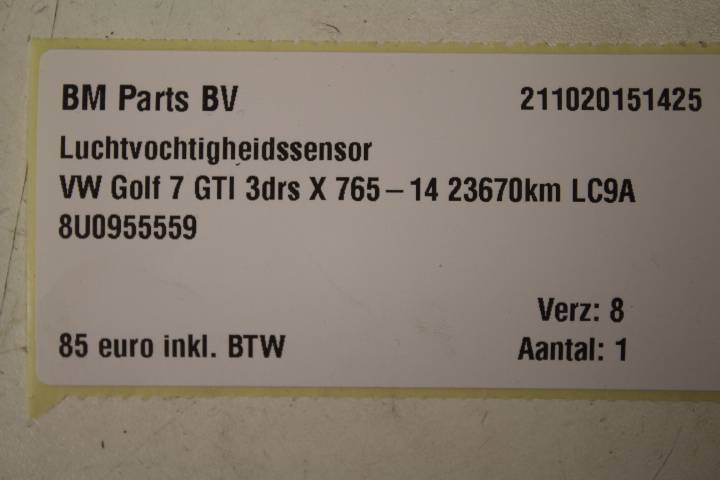 BM Parts BV 211020151425
Luchtvochtigheidssensor
VW Golf 7 GTI 3drs X 765 – 14 23670km LC9A
8U0955559
Verz: 8
85 euro inkl. BTW Aantal: 1